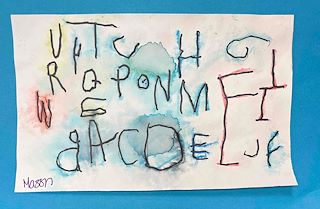 U T C H G
R Q P O N M F I
W S
g A C D E L J F
Mason